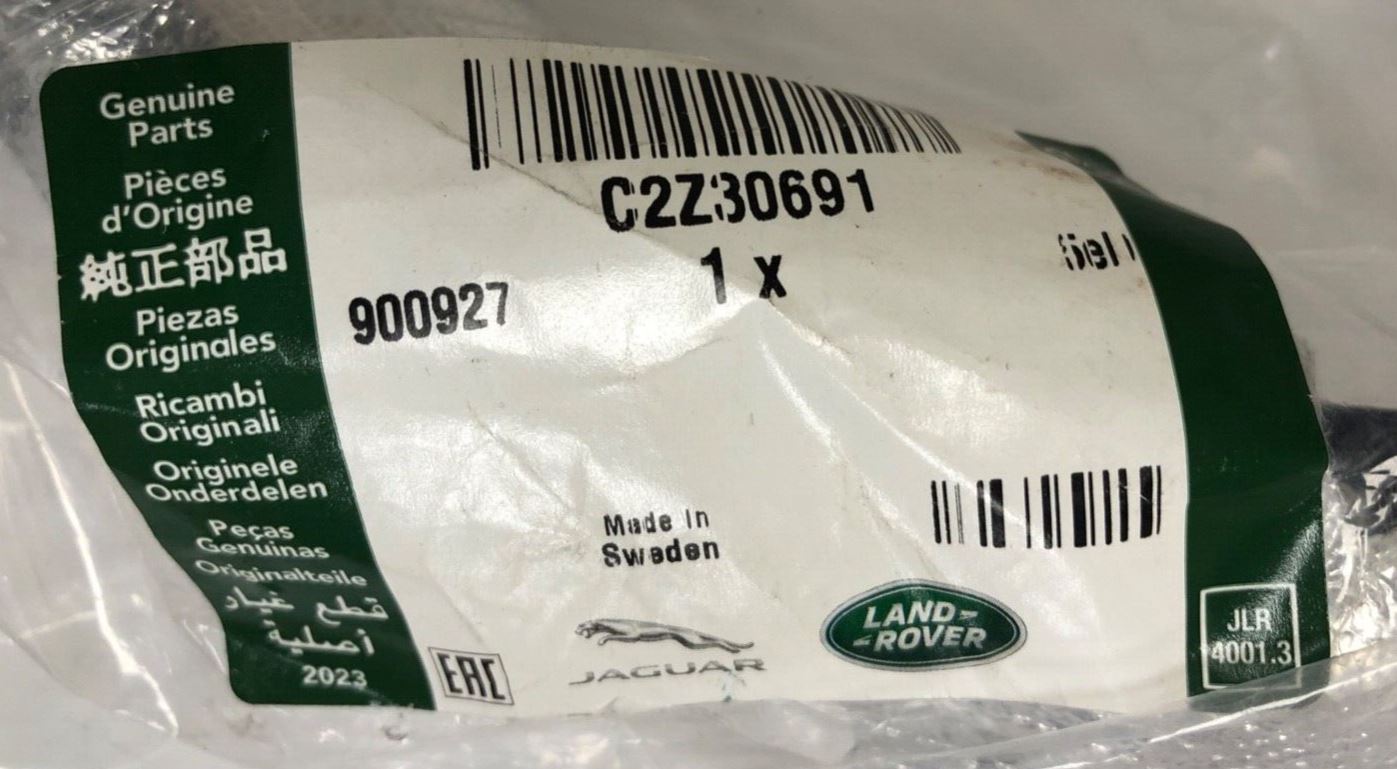 Genuine
Parts
Pièces
d'Origine
純正部品
Piezas
Originales
Ricambi
Originali
Originele
Onderdelen
Peças
Genuinas
Originalteile
قطع غيار
أصلية
2023
C2Z30691
1 x
900927
Made In
Sweden
EAC
JAGUAR
LAND-
-ROVER
JLR
4001.3